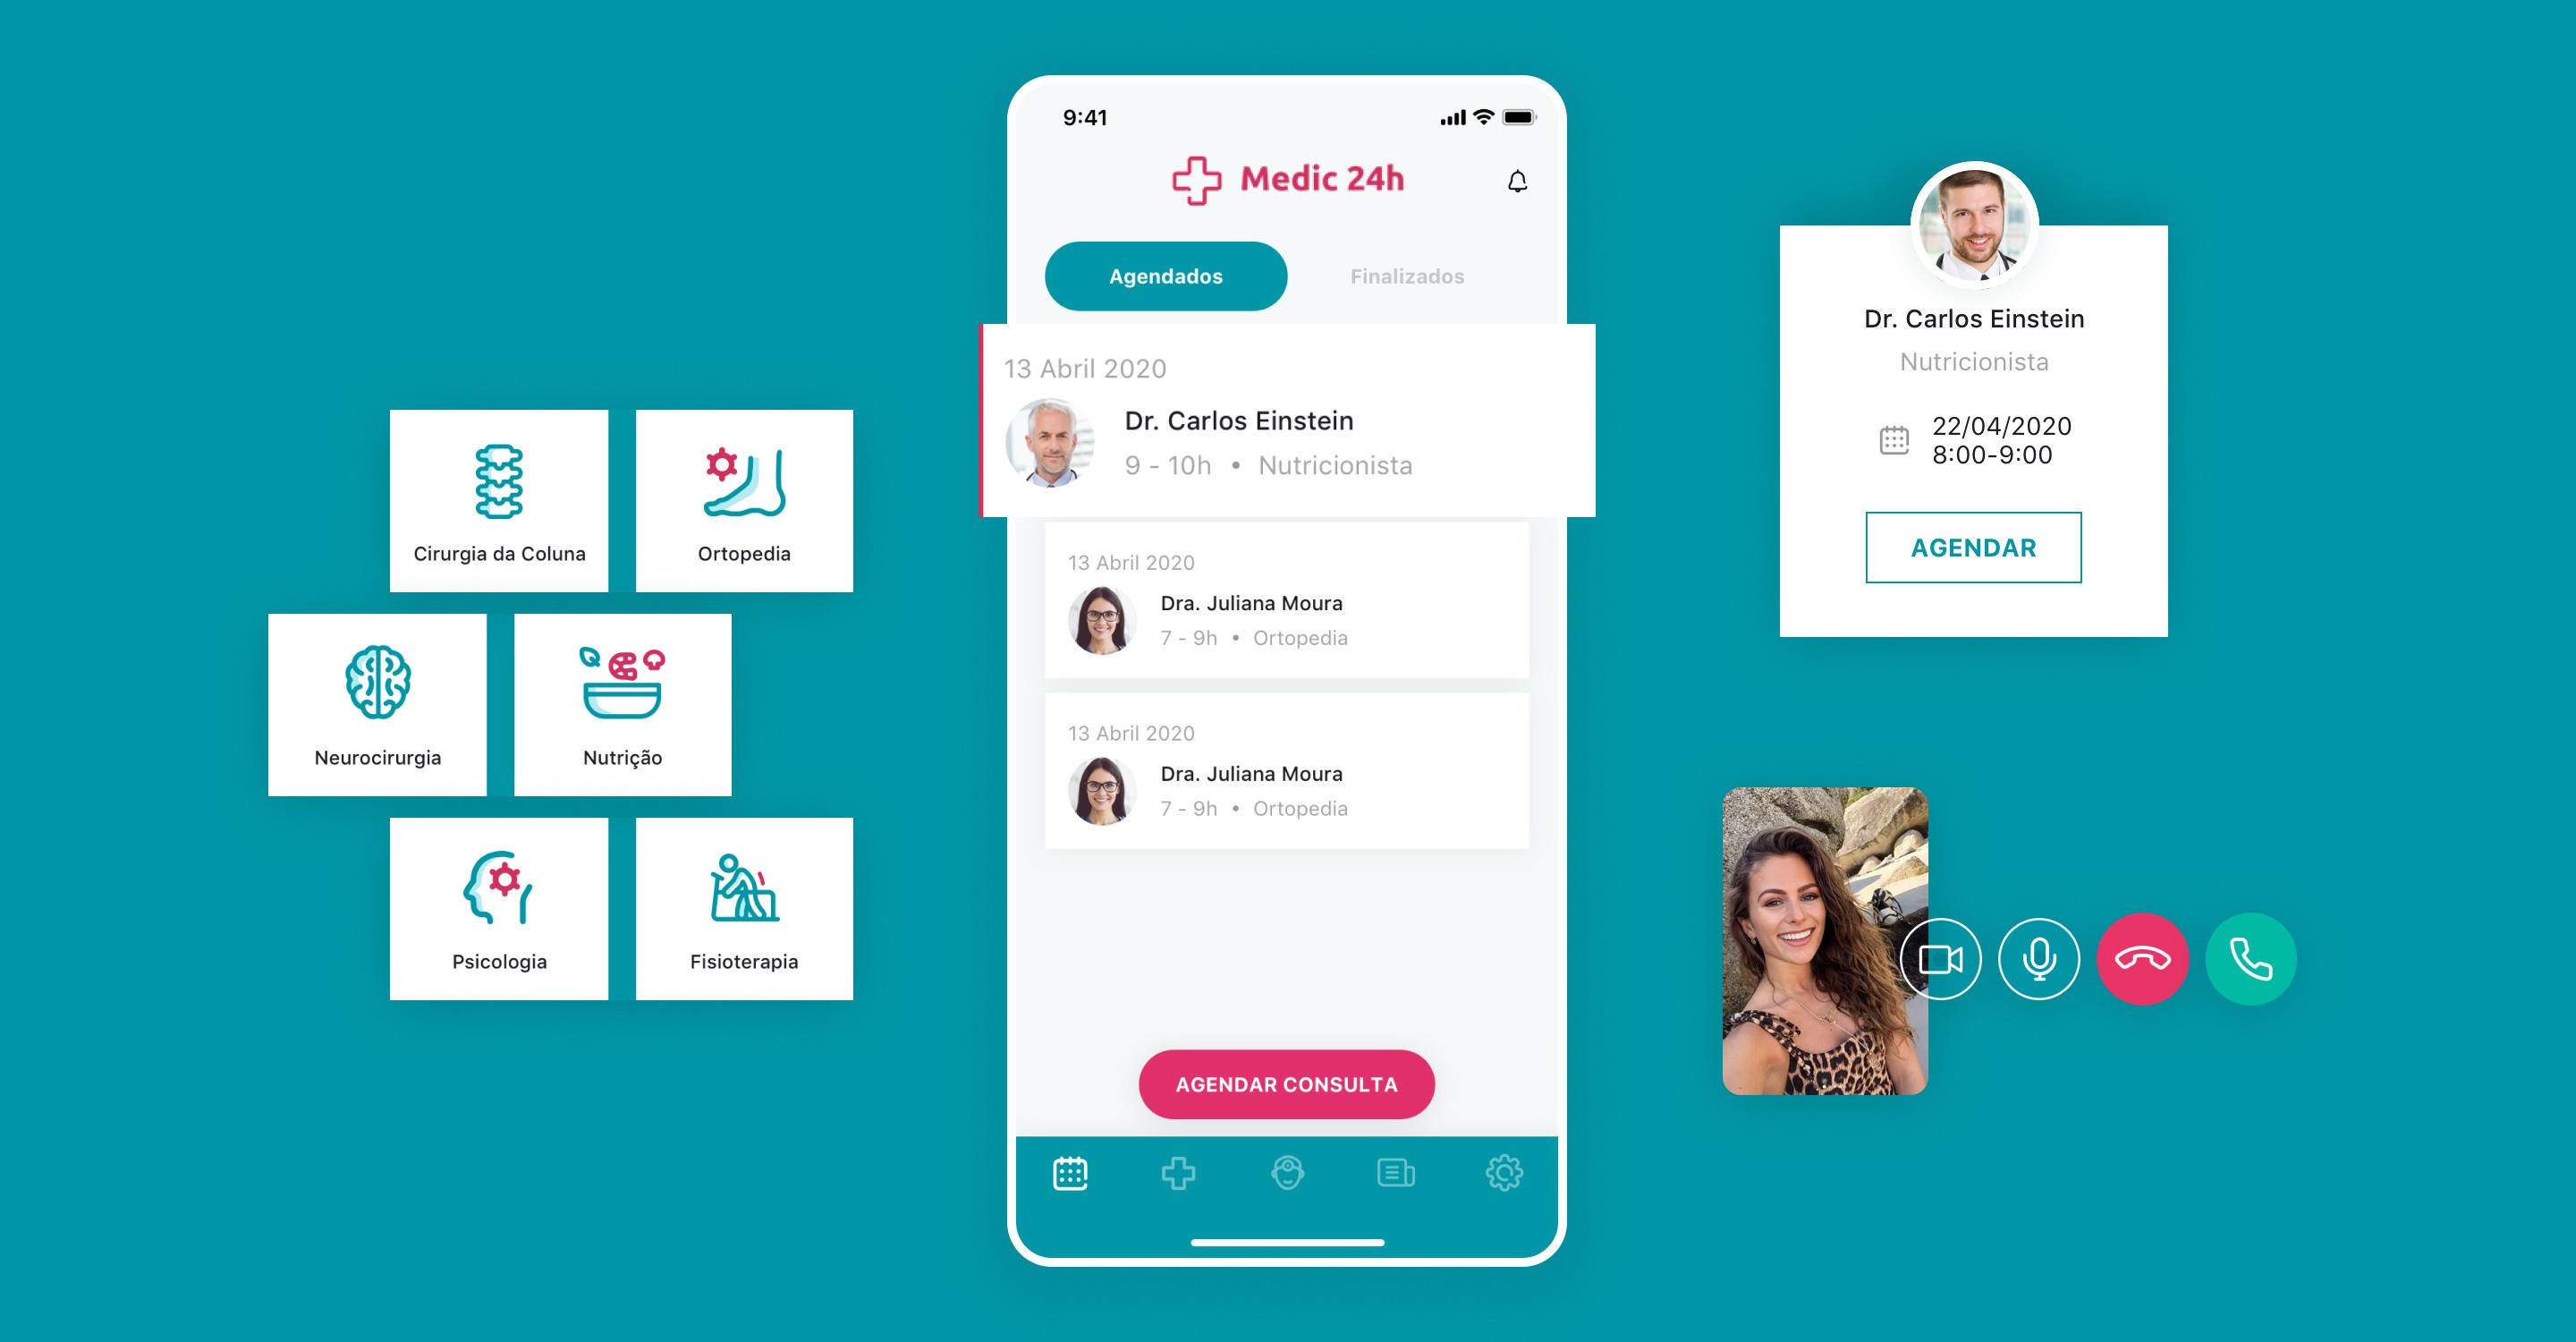 9:41
Medic 24h
Agendados
Finalizados
13 Abril 2020
Dr. Carlos Einstein
9 - 10h • Nutricionista
13 Abril 2020
Dra. Juliana Moura
7 - 9h • Ortopedia
13 Abril 2020
Dra. Juliana Moura
7 - 9h • Ortopedia
AGENDAR CONSULTA
Cirurgia da Coluna
Ortopedia
Neurocirurgia
Nutrição
Psicologia
Fisioterapia
Dr. Carlos Einstein
Nutricionista
22/04/2020
8:00-9:00
AGENDAR